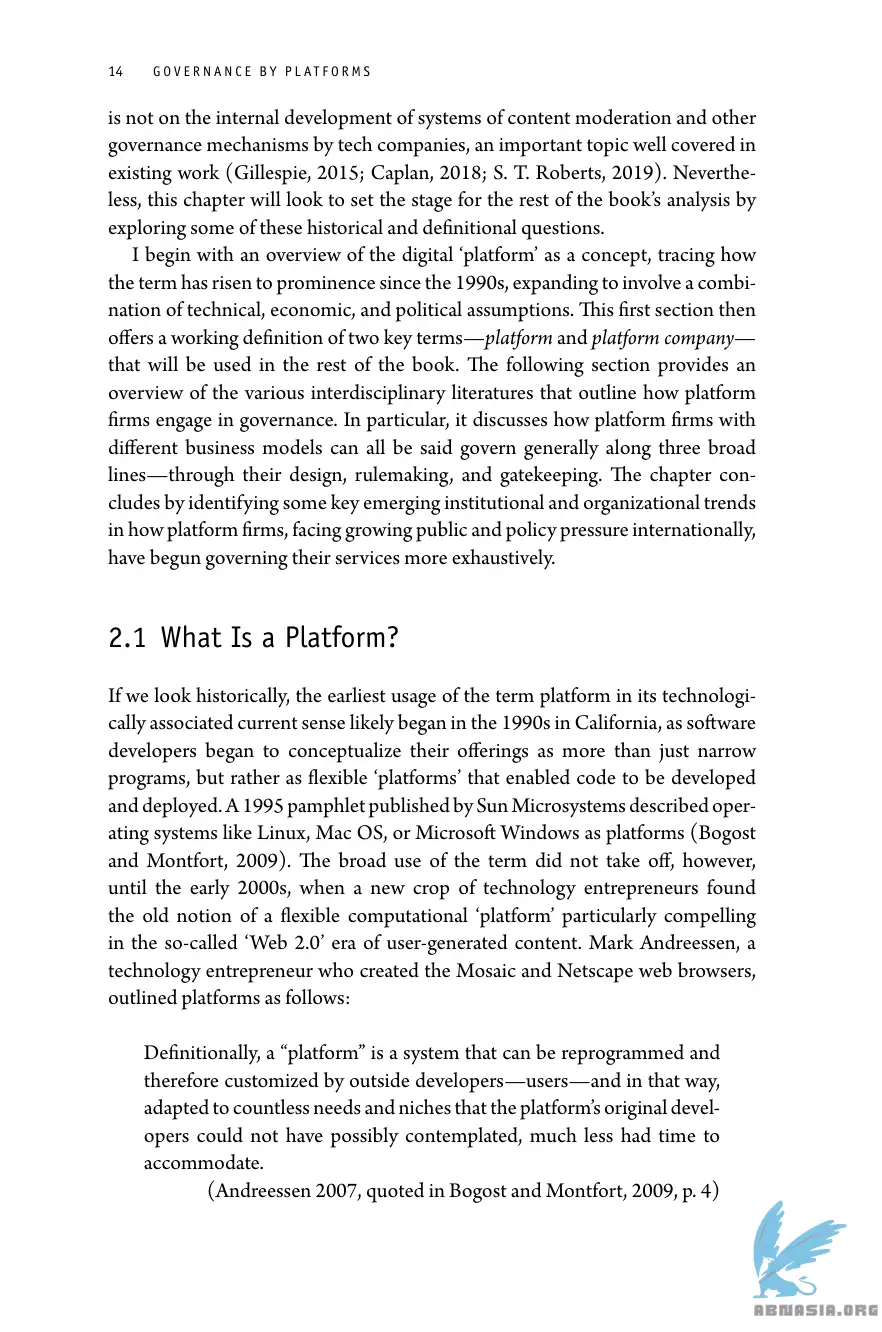 14 GOVERNANCE BY PLATFORMS
is not on the internal development of systems of content moderation and other
governance mechanisms by tech companies, an important topic well covered in
existing work (Gillespie, 2015; Caplan, 2018; S. T. Roberts, 2019). Neverthe-
less, this chapter will look to set the stage for the rest of the book’s analysis by
exploring some of these historical and definitional questions.
I begin with an overview of the digital ‘platform’ as a concept, tracing how
the term has risen to prominence since the 1990s, expanding to involve a combi-
nation of technical, economic, and political assumptions. This first section then
offers a working definition of two key terms—platform and platform company—
that will be used in the rest of the book. The following section provides an
overview of the various interdisciplinary literatures that outline how platform
firms engage in governance. In particular, it discusses how platform firms with
different business models can all be said govern generally along three broad
lines—through their design, rulemaking, and gatekeeping. The chapter con-
cludes by identifying some key emerging institutional and organizational trends
in how platform firms, facing growing public and policy pressure internationally,
have begun governing their services more exhaustively.
2.1 What Is a Platform?
If we look historically, the earliest usage of the term platform in its technologi-
cally associated current sense likely began in the 1990s in California, as software
developers began to conceptualize their offerings as more than just narrow
programs, but rather as flexible ‘platforms’ that enabled code to be developed
and deployed. A 1995 pamphlet published by Sun Microsystems described oper-
ating systems like Linux, Mac OS, or Microsoft Windows as platforms (Bogost
and Montfort, 2009). The broad use of the term did not take off, however,
until the early 2000s, when a new crop of technology entrepreneurs found
the old notion of a flexible computational ‘platform’ particularly compelling
in the so-called ‘Web 2.0’ era of user-generated content. Mark Andreessen, a
technology entrepreneur who created the Mosaic and Netscape web browsers,
outlined platforms as follows:
Definitionally, a “platform” is a system that can be reprogrammed and
therefore customized by outside developers—users—and in that way,
adapted to countless needs and niches that the platform’s original devel-
opers could not have possibly contemplated, much less had time to
accommodate.
(Andreessen 2007, quoted in Bogost and Montfort, 2009, p. 4)
ABNASIA.ORG